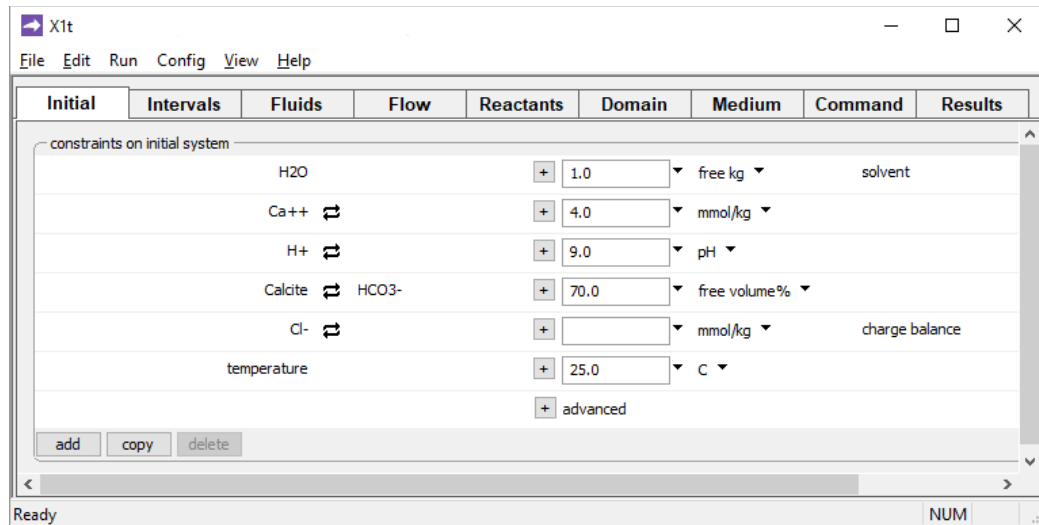 X1t
File Edit Run Config View Help
Initial Intervals Fluids Flow Reactants Domain Medium Command Results
constraints on initial system
H2O + 1.0 free kg solvent
Ca++ + 4.0 mmol/kg
H+ + 9.0 pH
Calcite HCO3- + 70.0 free volume%
Cl- + mmol/kg charge balance
temperature + 25.0 C
+ advanced
add copy delete
Ready NUM